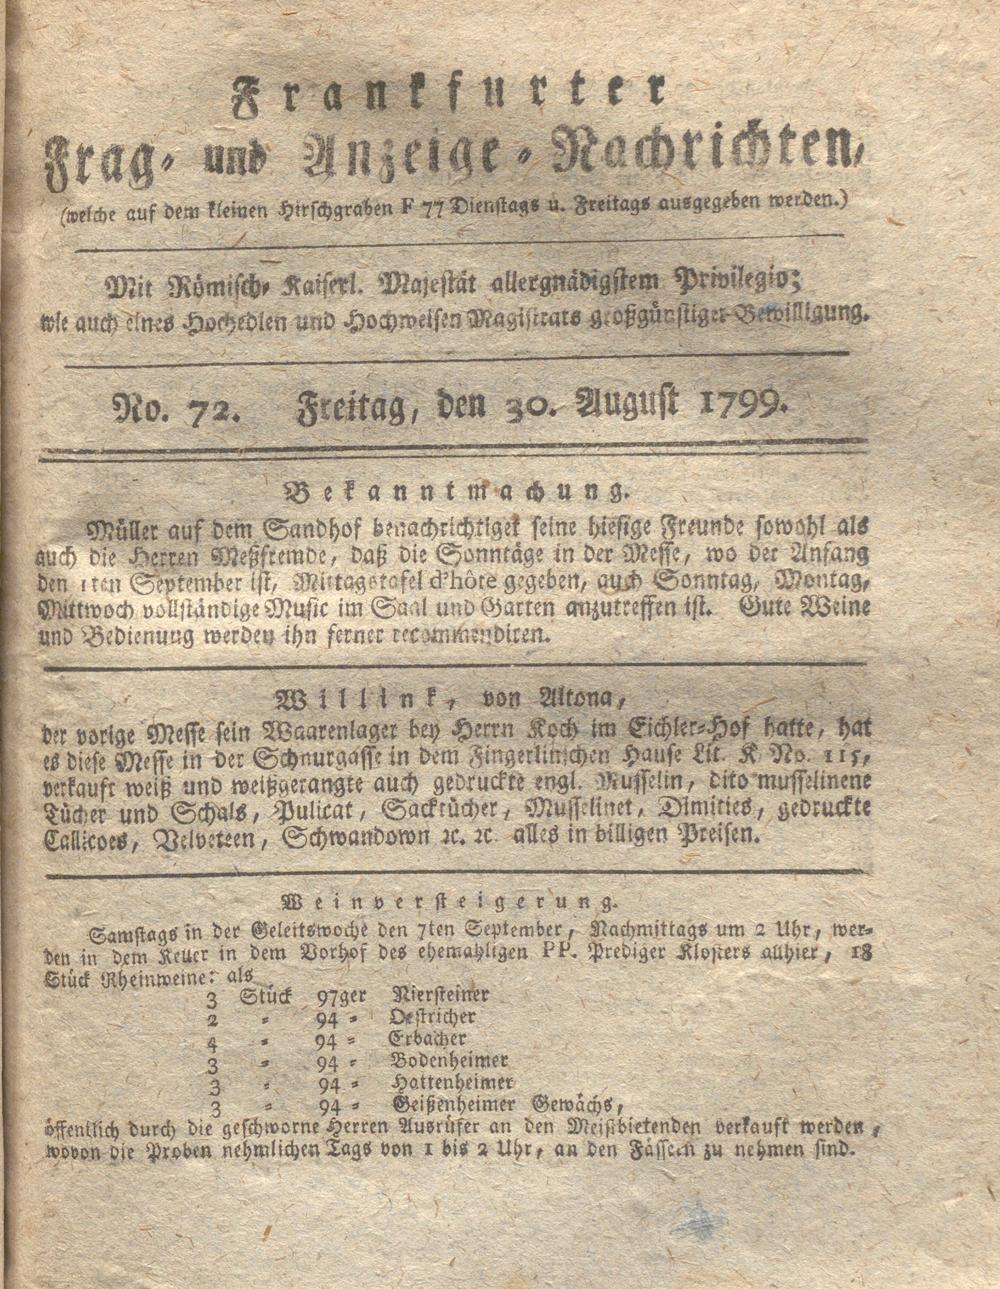 Frankfurter
Frag- und Anzeige-Nachrichten,
(welche auf dem kleinen Hirschgraben F 77 Dienstags u. Freitags ausgegeben werden.)
Mit Römisch- Kaiserl. Majestät allergnädigstem Privilegio;
wie auch eines Hochedlen und Hochweisen Magistrats großgünstiger Bewilligung.
No. 72. Freitag, den 30. August 1799.
Bekanntmachung.
Müller auf dem Sandhof benachrichtiget seine hiesige Freunde sowohl als
auch die Herren Meßfremde, daß die Sonntäge in der Messe, wo der Anfang
den 1ten September ist, Mittagstafel d'hôte gegeben, auch Sonntag, Montag,
Mittwoch vollständige Music im Saal und Garten anzutreffen ist. Gute Weine
und Bedienung werden ihn ferner recommendiren.
Willink, von Altona,
der vorige Messe sein Waarenlager bey Herrn Koch im Eichler-Hof hatte, hat
es diese Messe in der Schnurgasse in dem Fingerlinschen Hause Lit. K No. 115,
verkauft weiß und weißgerangte auch gedruckte engl. Musselin, dito musselinene
Tücher und Schals, Pulicat, Sacktücher, Musselinet, Dimities, gedruckte
Callicoes, Velveteen, Schwandown ꝛc. ꝛc. alles in billigen Preisen.
Weinversteigerung.
Samstags in der Geleitswoche den 7ten September, Nachmittags um 2 Uhr, wer-
den in dem Keller in dem Vorhof des ehemahligen PP. Prediger Klosters allhier, 18
Stück Rheinweine: als
3 Stück 97ger Niersteiner
2 - 94 - Oestricher
4 - 94 - Erbacher
3 - 94 - Bodenheimer
3 - 94 - Hattenheimer
3 - 94 - Geißenheimer Gewächs,
öffentlich durch die geschworne Herren Ausrüfer an den Meistbietenden verkauft werden,
wovon die Proben nehmlichen Tags von 1 bis 2 Uhr, an den Fässern zu nehmen sind.